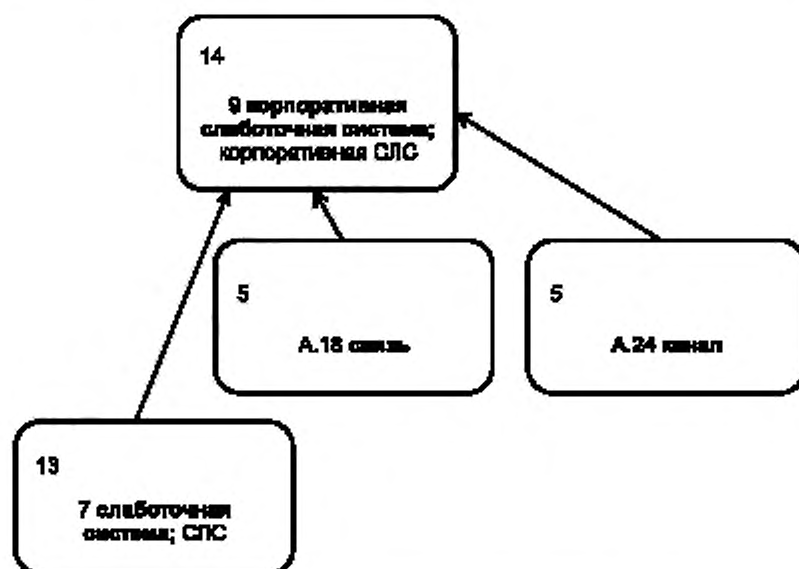 14
9 корпоративная
слаботочная система;
корпоративная СЛС
5
А.18 связь
5
А.24 канал
13
7 слаботочная
система; СЛС